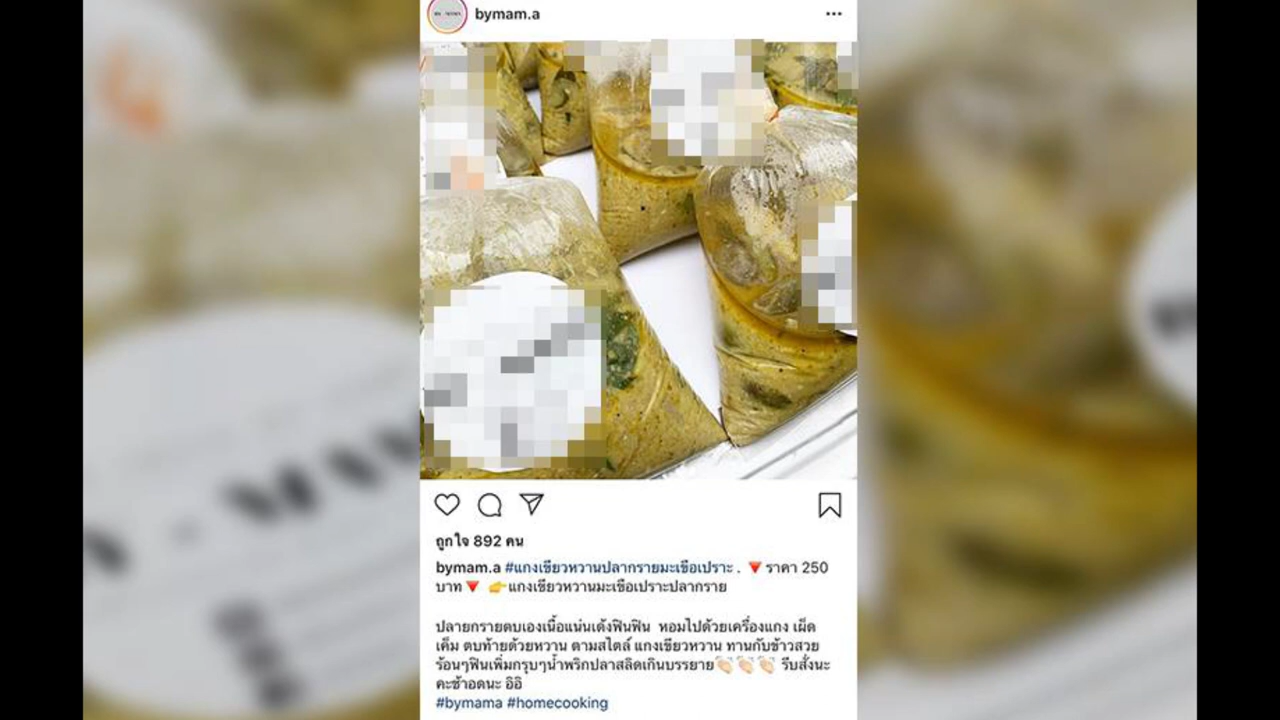 bymam.a
ถูกใจ 892 คน
bymam.a #แกงเขียวหวานปลากรายมะเขือเปราะ . 🔻ราคา 250
บาท🔻 👉แกงเขียวหวานมะเขือเปราะปลากราย
ปลายกรายตบเองเนื้อแน่นเด้งฟินฟิน หอมไปด้วยเครื่องแกง เผ็ด
เค็ม ตบท้ายด้วยหวาน ตามสไตล์ แกงเขียวหวาน ทานกับข้าวสวย
ร้อนๆฟินเพิ่มกรุบๆน้ำพริกปลาสลิดเกินบรรยาย👏🏻👏🏻👏🏻 รีบสั่งนะ
คะช้าอดนะ อิอิ
#bymama #homecooking